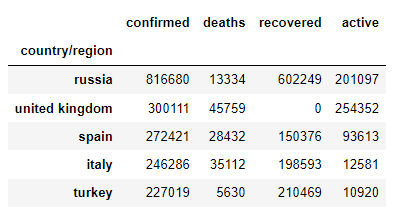 confirmed deaths recovered active
country/region
russia 816680 13334 602249 201097
united kingdom 300111 45759 0 254352
spain 272421 28432 150376 93613
italy 246286 35112 198593 12581
turkey 227019 5630 210469 10920